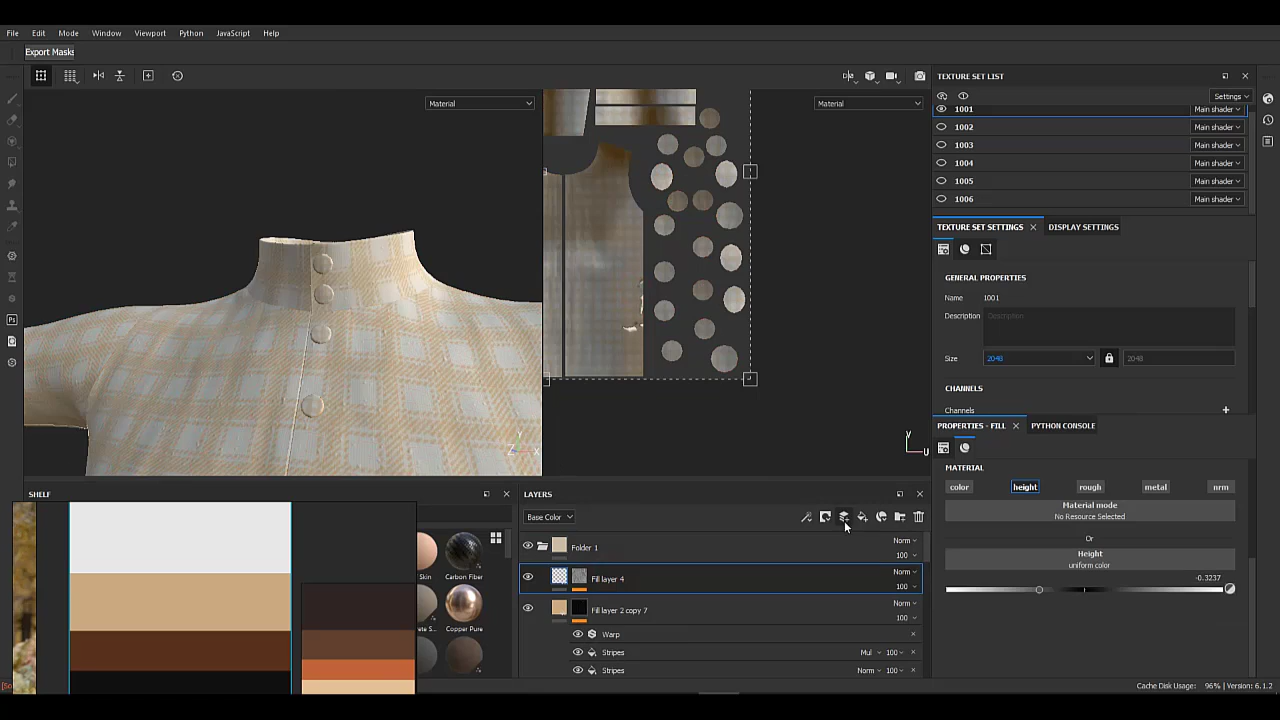 File Edit Mode Window Viewport Python JavaScript Help
Export Masks
Material
Material
TEXTURE SET LIST
Settings
1001 Main shader
1002 Main shader
1003 Main shader
1004 Main shader
1005 Main shader
1006 Main shader
TEXTURE SET SETTINGS DISPLAY SETTINGS
GENERAL PROPERTIES
Name 1001
Description Description
Size 2048 2048
CHANNELS
Channels
PROPERTIES - FILL PYTHON CONSOLE
MATERIAL
color height rough metal nrm
Material mode
No Resource Selected
Or
Height
uniform color
-0.3237
Y
Z X
Y
U
SHELF
Skin Carbon Fiber
Copper Pure
Ps
LAYERS
Base Color
Folder 1 Norm
100
Fill layer 4 Norm
100
Fill layer 2 copy 7 Norm
100
Warp
Stripes Mul 100
Stripes Norm 100
Cache Disk Usage: 96% | Version: 6.1.2